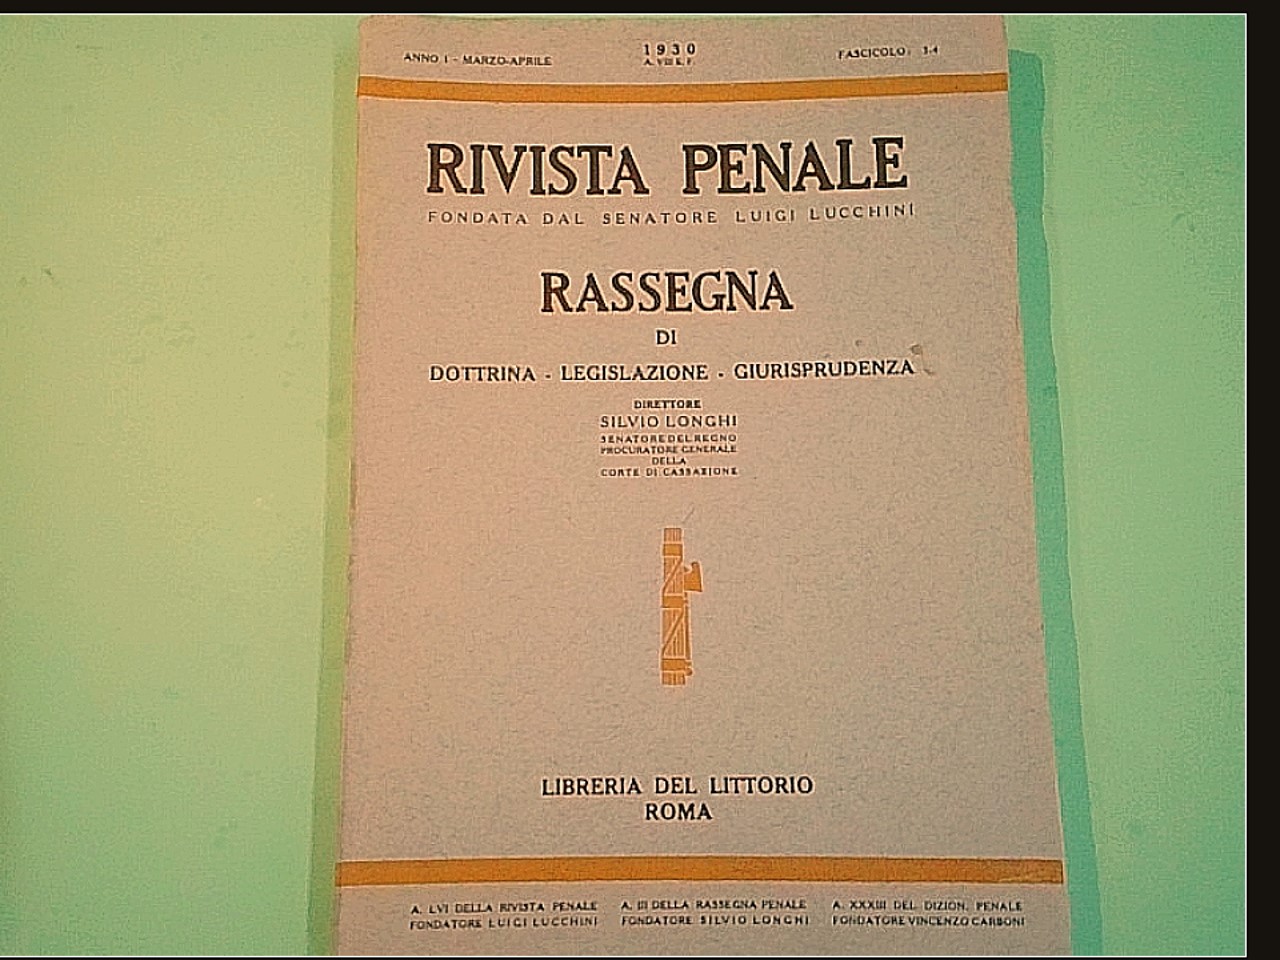 ANNO I - MARZO-APRILE
1930
A. VIII E. F.
FASCICOLO: 3-4
RIVISTA PENALE
FONDATA DAL SENATORE LUIGI LUCCHINI
RASSEGNA
DI
DOTTRINA - LEGISLAZIONE - GIURISPRUDENZA
DIRETTORE
SILVIO LONGHI
SENATORE DEL REGNO
PROCURATORE GENERALE
DELLA
CORTE DI CASSAZIONE
LIBRERIA DEL LITTORIO
ROMA
A. LVI DELLA RIVISTA PENALE
FONDATORE LUIGI LUCCHINI
A. III DELLA RASSEGNA PENALE
FONDATORE SILVIO LONGHI
A. XXXIII DEL DIZION. PENALE
FONDATORE VINCENZO CARBONI